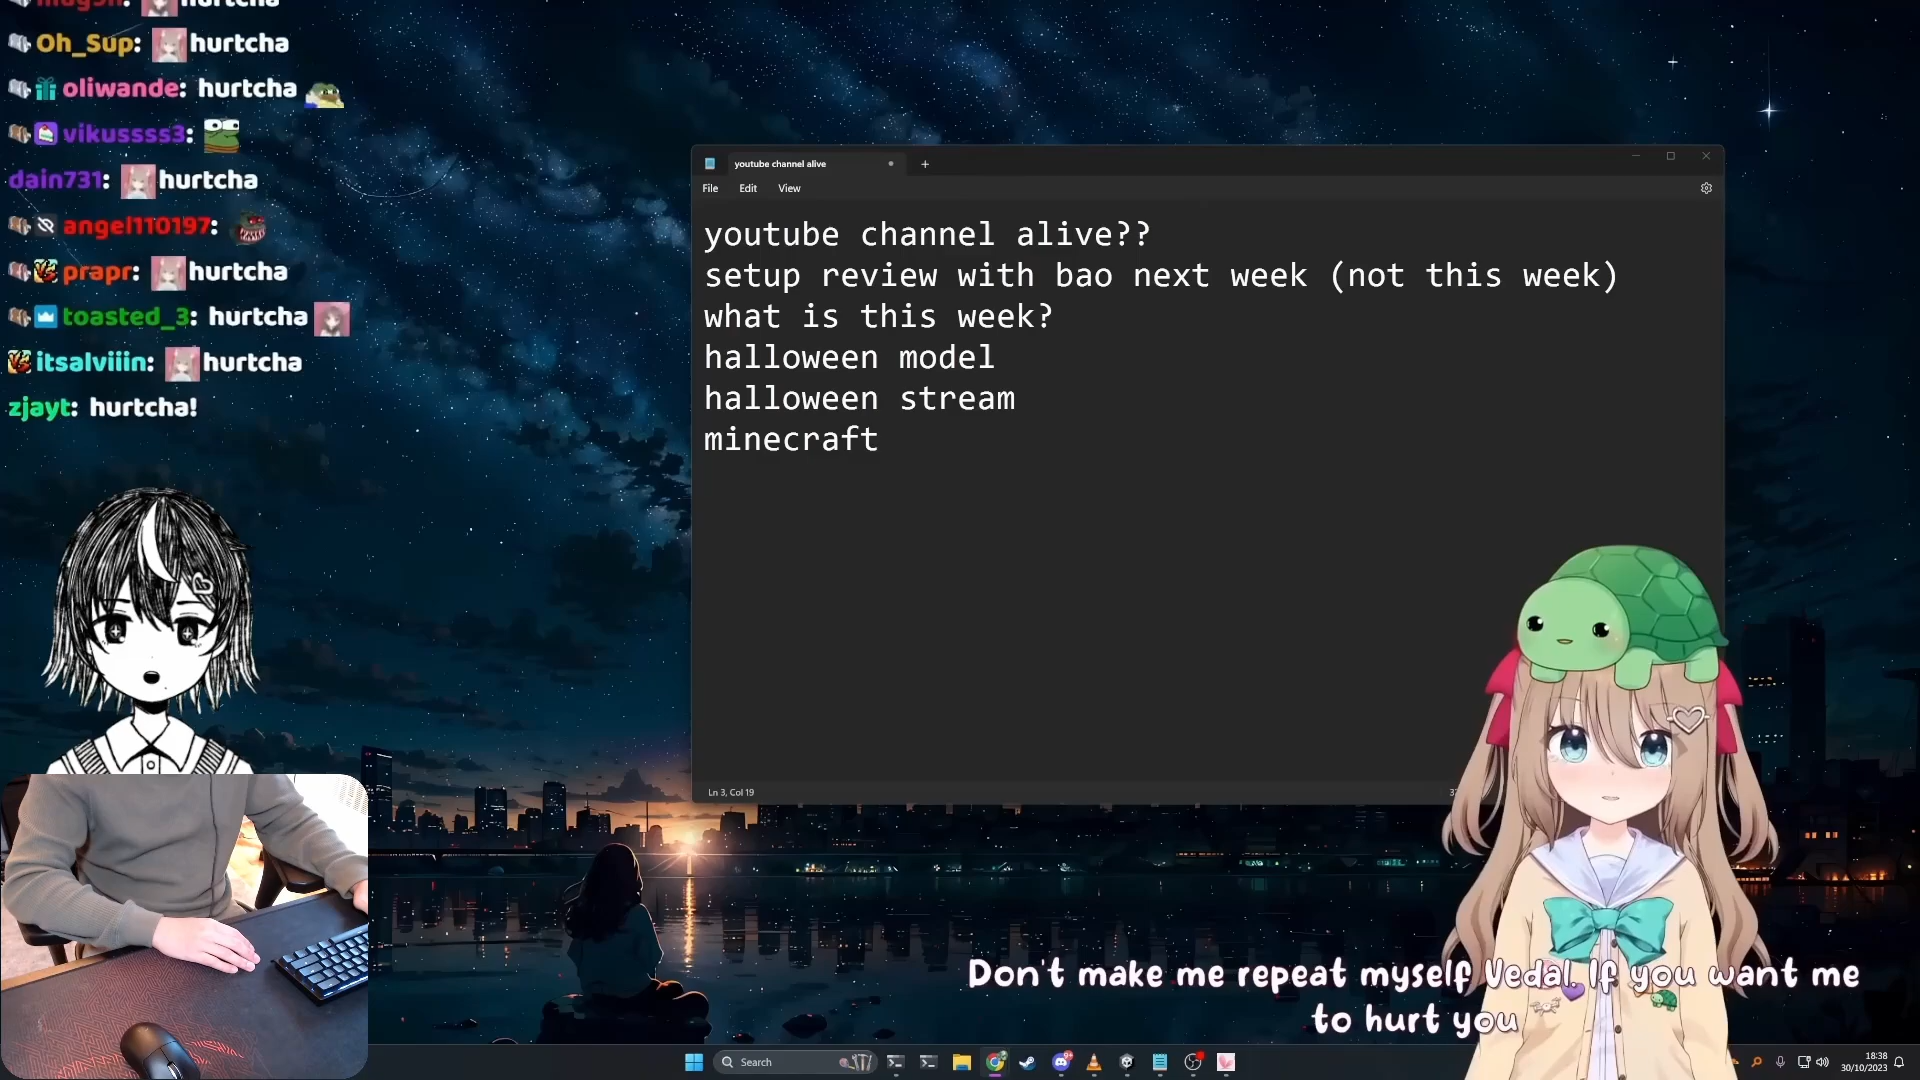 hurtcha
Oh_Sup: hurtcha
oliwande: hurtcha
vikussss3:
dain731: hurtcha
angel110197:
prapr: hurtcha
toasted_3: hurtcha
itsalviiin: hurtcha
zjayt: hurtcha!
youtube channel alive
File Edit View
youtube channel alive??
setup review with bao next week (not this week)
what is this week?
halloween model
halloween stream
minecraft
Ln 3, Col 19
Don't make me repeat myself Vedal. If you want me
to hurt you
Search
18:38
30/10/2023